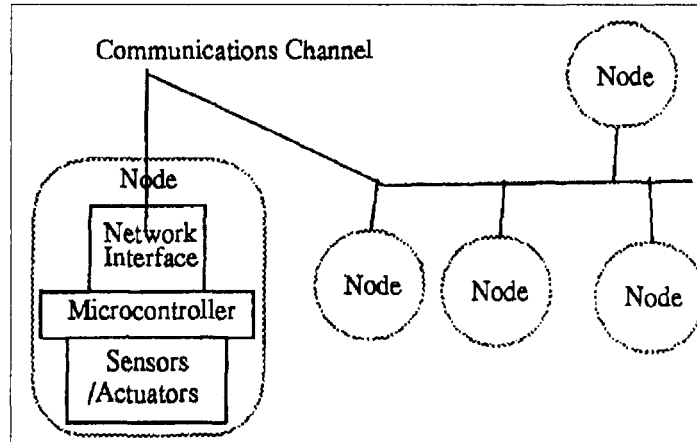 Communications Channel
Node
Node
Network
Interface
Microcontroller
Sensors
/Actuators
Node
Node
Node